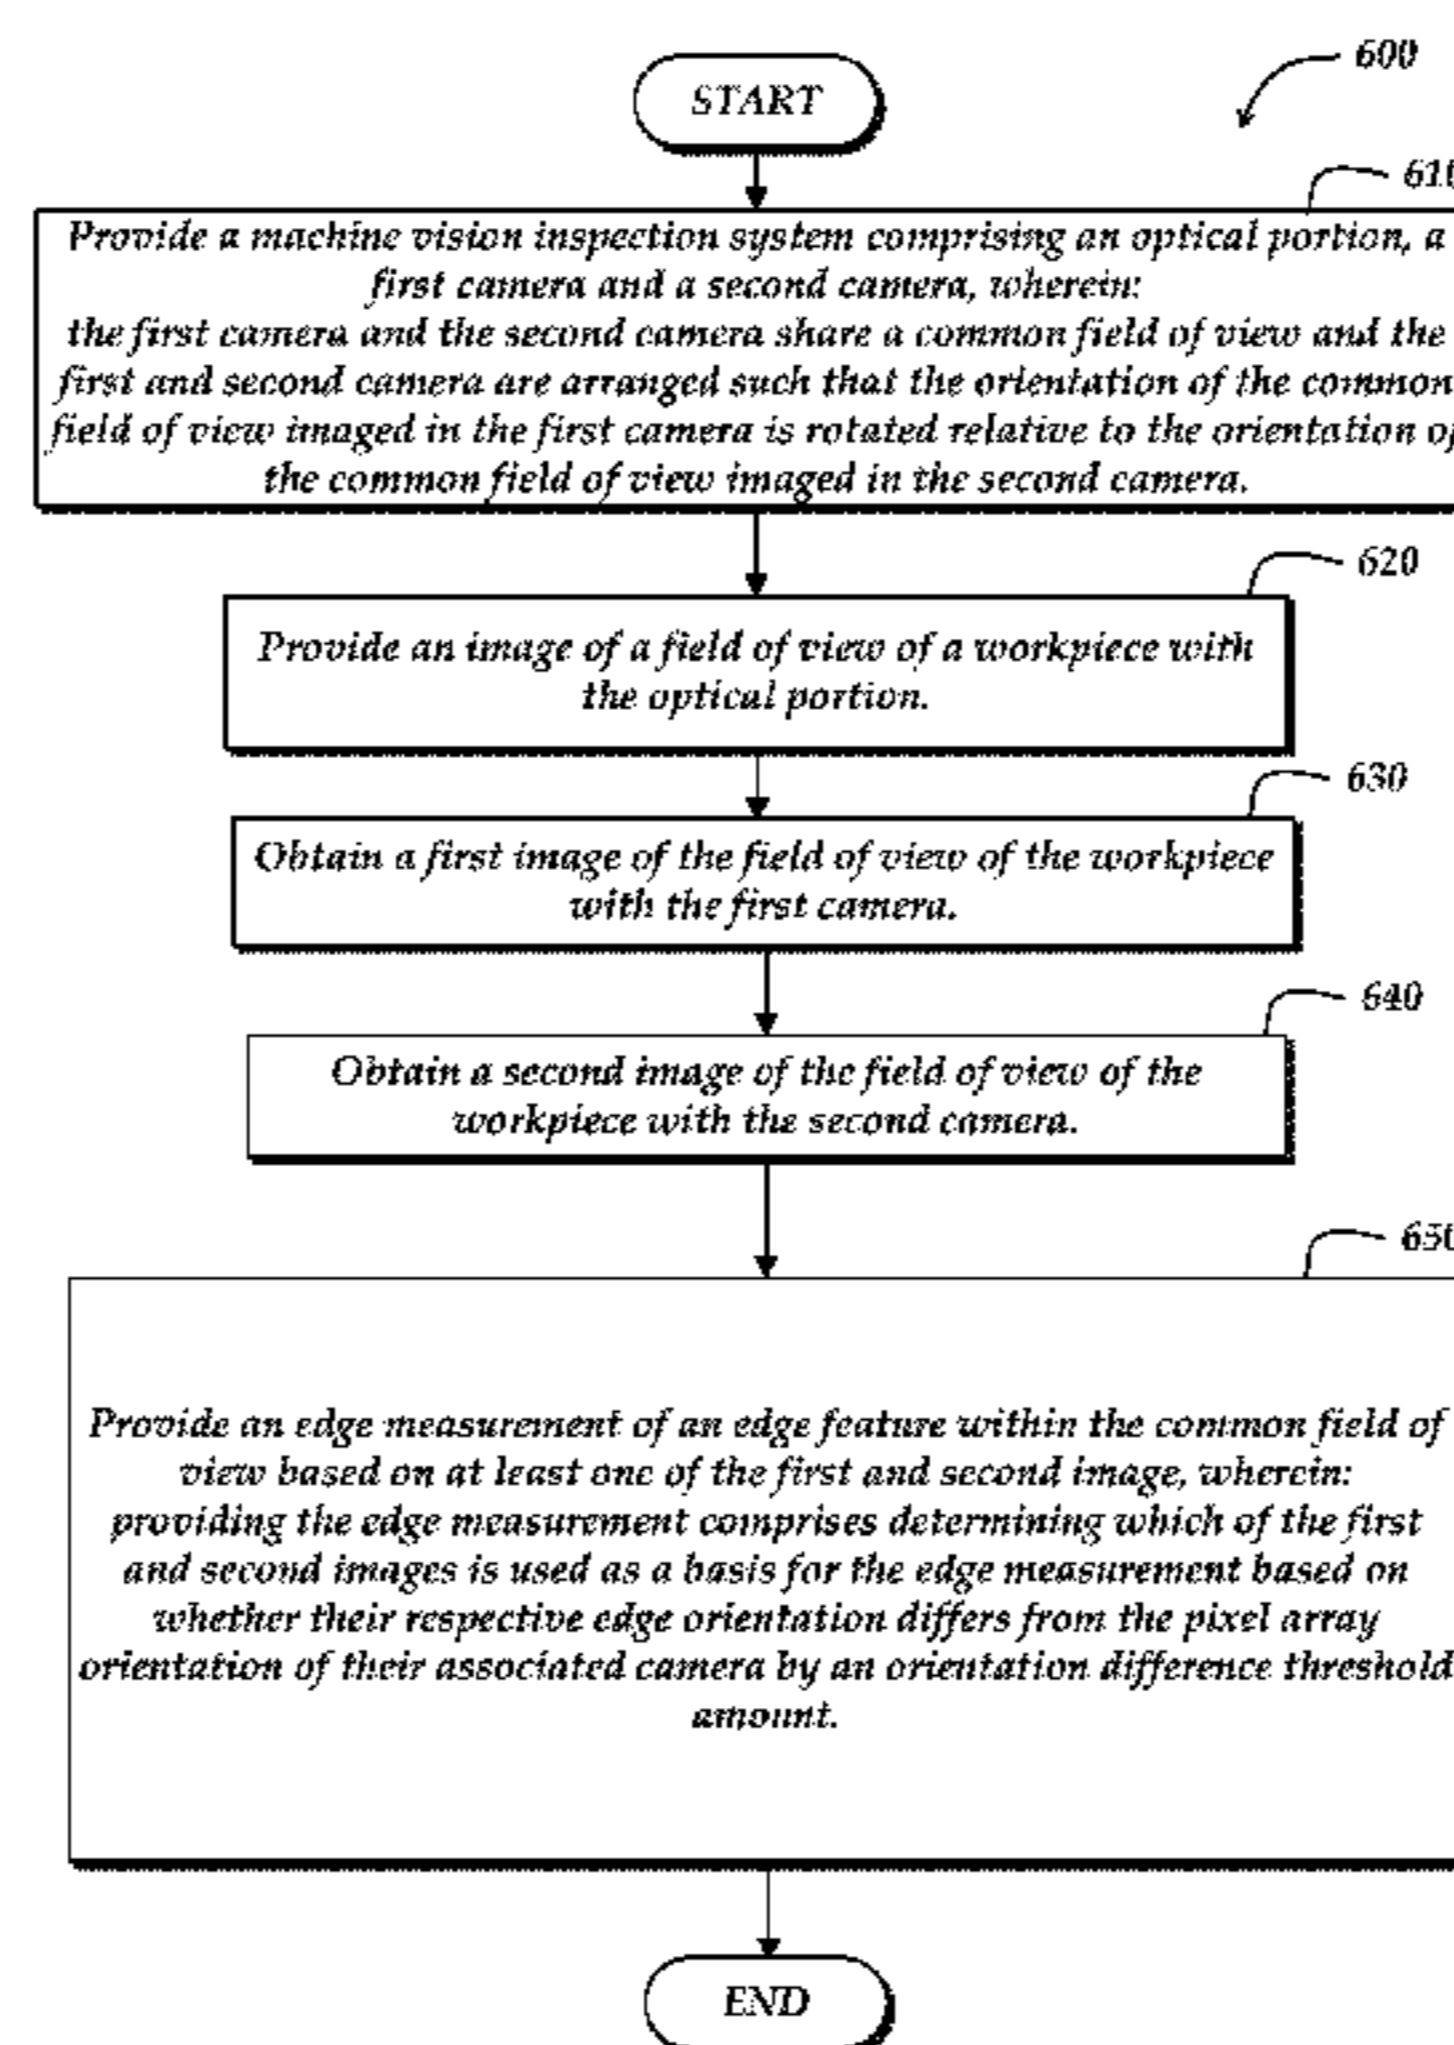 START
600
610
Provide a machine vision inspection system comprising an optical portion, a
first camera and a second camera, wherein:
the first camera and the second camera share a common field of view and the
first and second camera are arranged such that the orientation of the common
field of view imaged in the first camera is rotated relative to the orientation of
the common field of view imaged in the second camera.
620
Provide an image of a field of view of a workpiece with
the optical portion.
630
Obtain a first image of the field of view of the workpiece
with the first camera.
640
Obtain a second image of the field of view of the
workpiece with the second camera.
650
Provide an edge measurement of an edge feature within the common field of
view based on at least one of the first and second image, wherein:
providing the edge measurement comprises determining which of the first
and second images is used as a basis for the edge measurement based on
whether their respective edge orientation differs from the pixel array
orientation of their associated camera by an orientation difference threshold
amount.
END